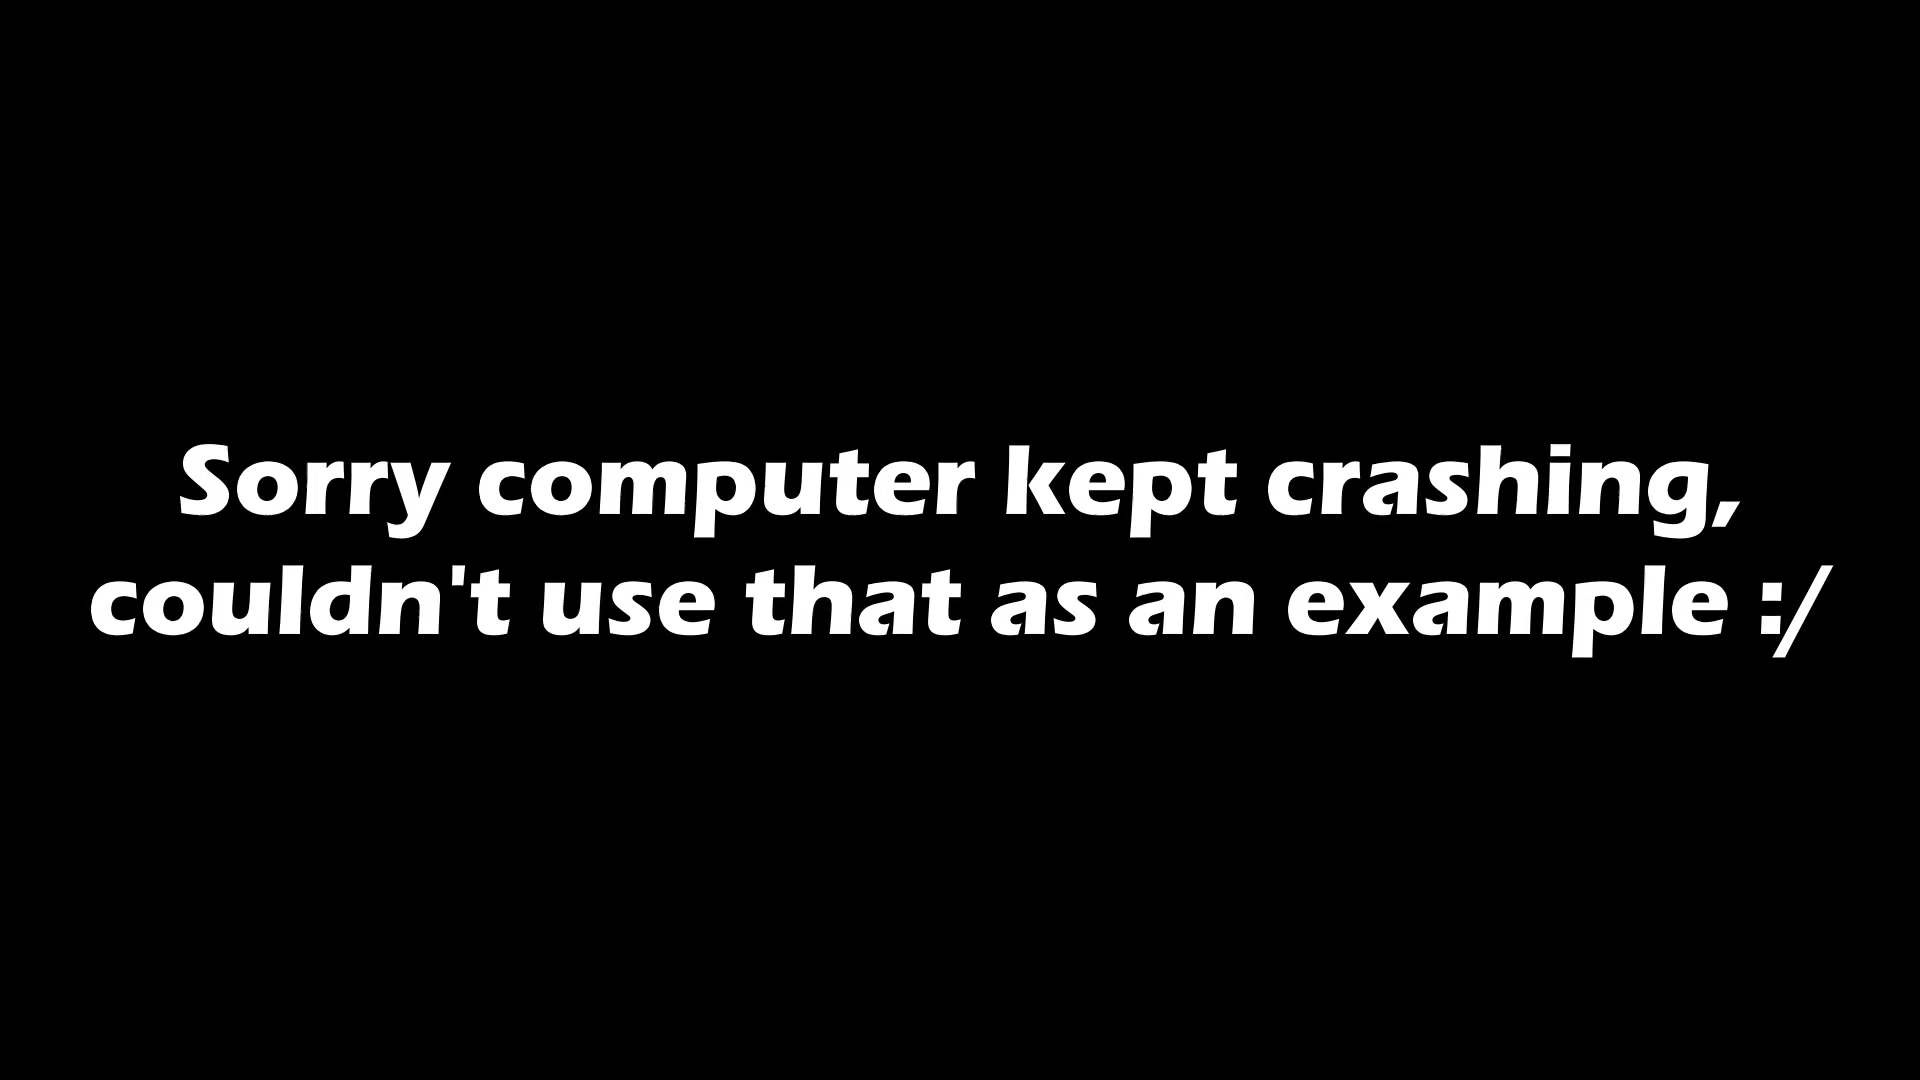 Sorry computer kept crashing,
couldn't use that as an example :/